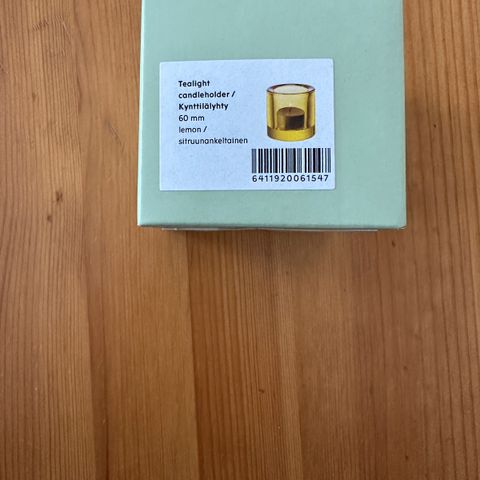 Tealight
candleholder /
Kynttilälyhty
60 mm
lemon /
sitruunankeltainen
6411920061547